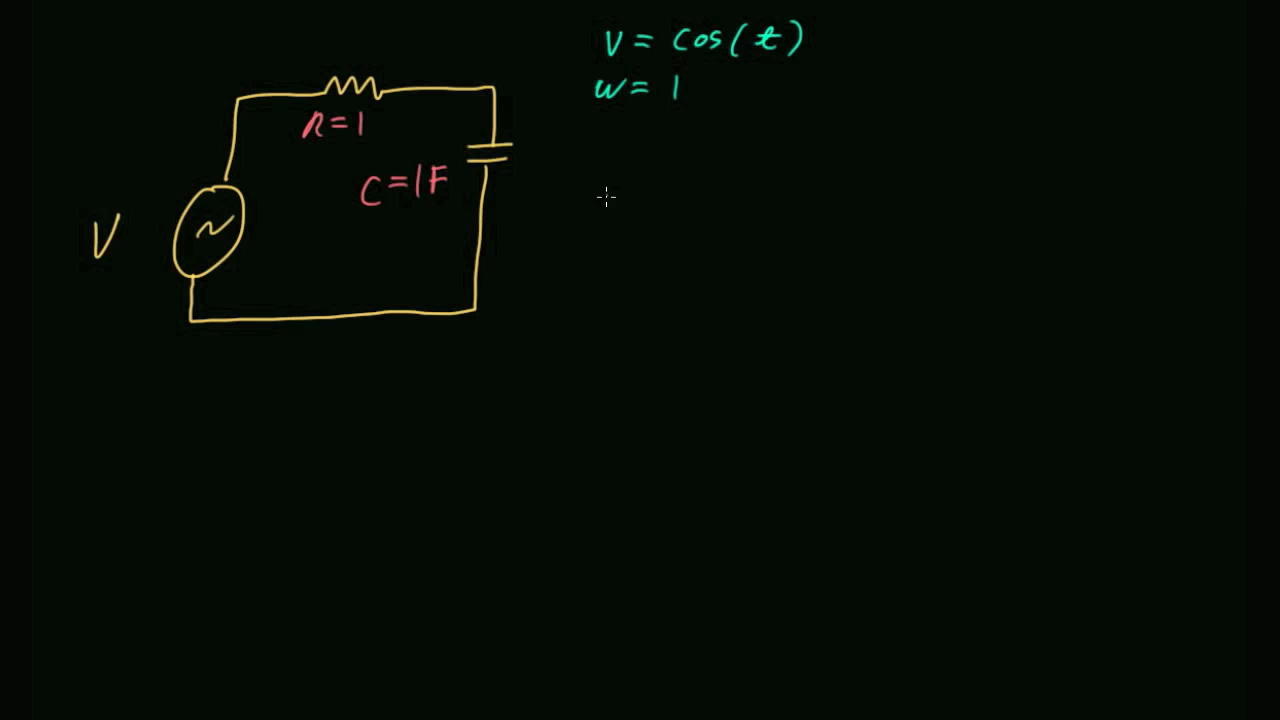 V = cos(t)
w = 1
R=1
C=1F
V